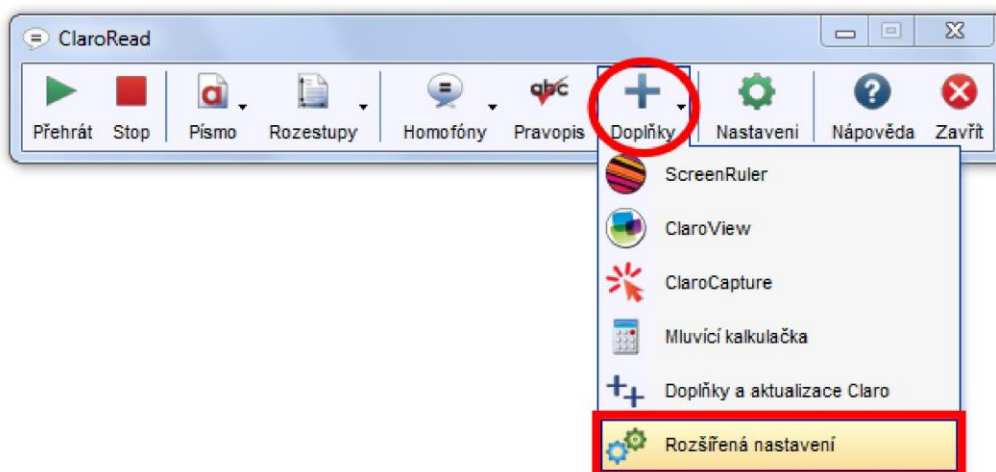 ClaroRead
Přehrát Stop Písmo Rozestupy Homofóny Pravopis Doplňky Nastaveni Nápověda Zavřít
ScreenRuler
ClaroView
ClaroCapture
Mluvící kalkulačka
Doplňky a aktualizace Claro
Rozšířená nastavení